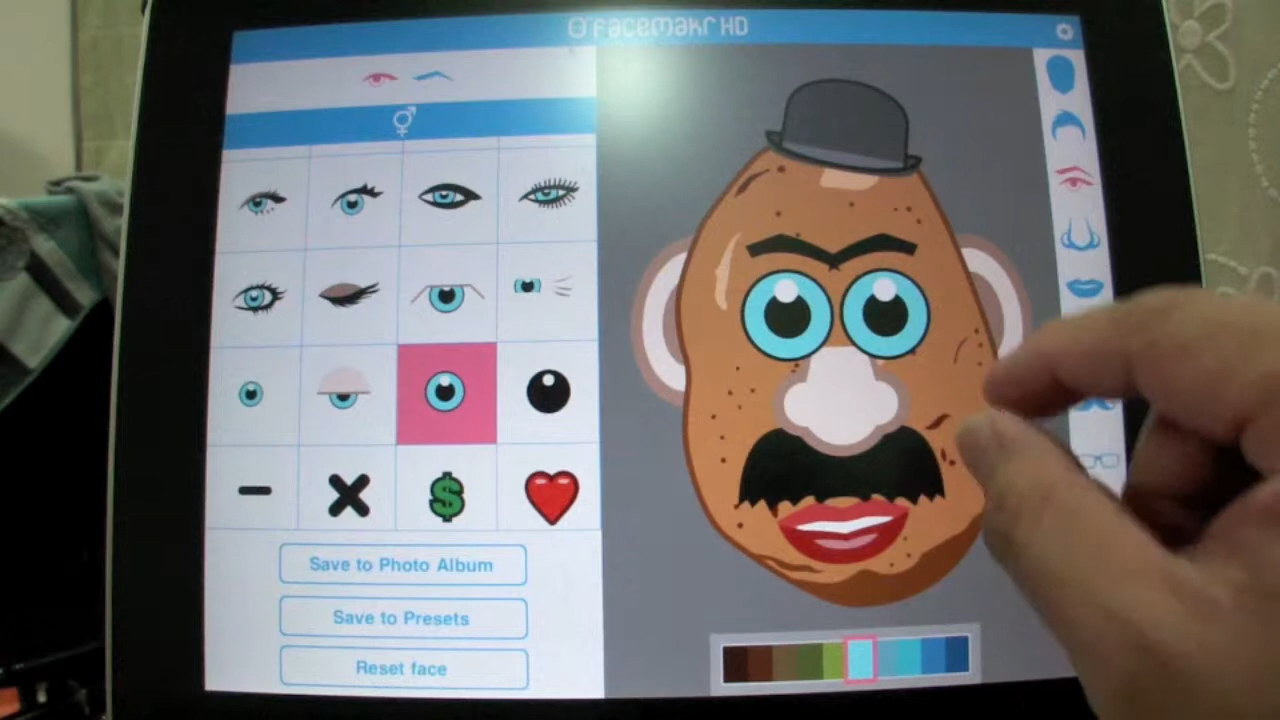 Facemakr HD
Save to Photo Album
Save to Presets
Reset face